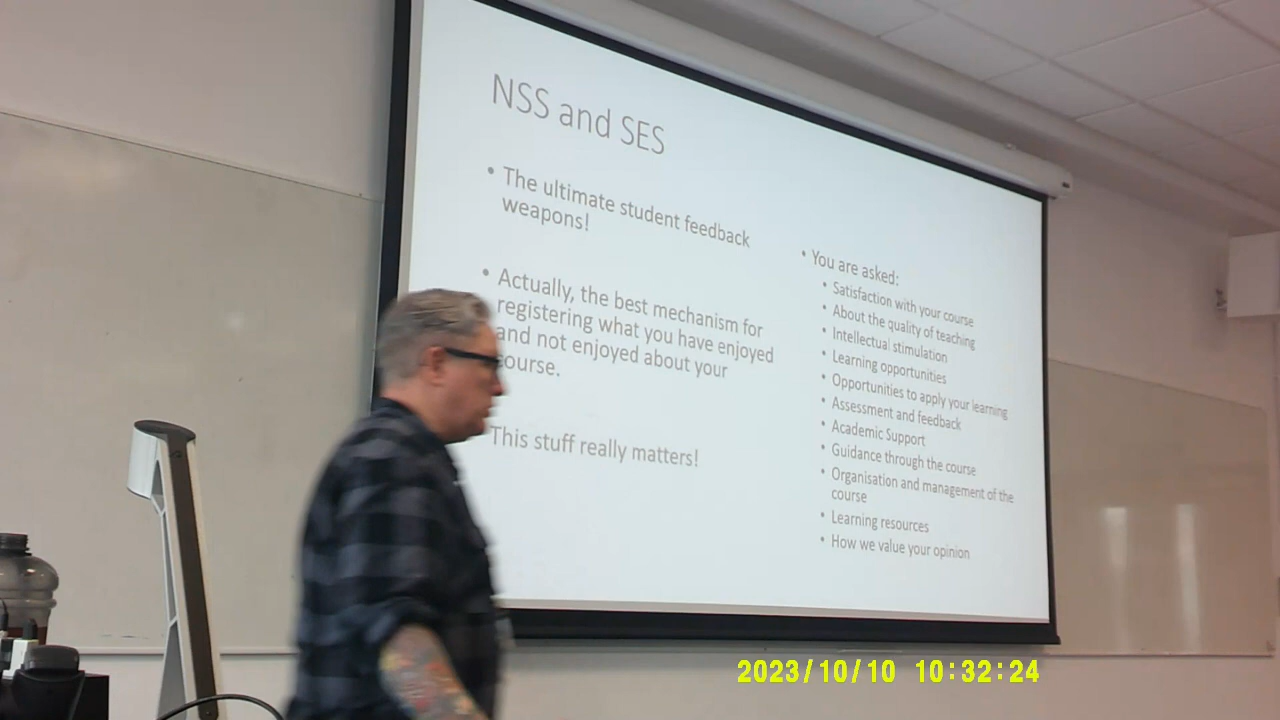 NSS and SES
• The ultimate student feedback
weapons!
• Actually, the best mechanism for
registering what you have enjoyed
and not enjoyed about your
course.
This stuff really matters!
• You are asked:
• Satisfaction with your course
• About the quality of teaching
• Intellectual stimulation
• Learning opportunities
• Opportunities to apply your learning
• Assessment and feedback
• Academic Support
• Guidance through the course
• Organisation and management of the
course
• Learning resources
• How we value your opinion
2023/10/10 10:32:24